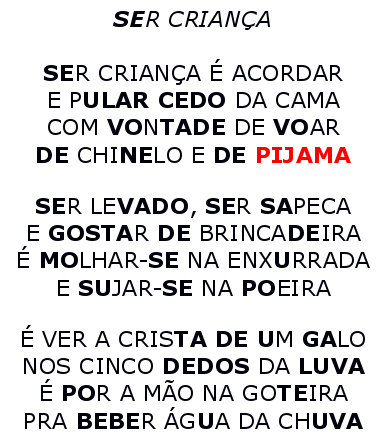 SER CRIANÇA
SER CRIANÇA É ACORDAR
E PULAR CEDO DA CAMA
COM VONTADE DE VOAR
DE CHINELO E DE PIJAMA
SER LEVADO, SER SAPECA
E GOSTAR DE BRINCADEIRA
É MOLHAR-SE NA ENXURRADA
E SUJAR-SE NA POEIRA
É VER A CRISTA DE UM GALO
NOS CINCO DEDOS DA LUVA
É POR A MÃO NA GOTEIRA
PRA BEBER ÁGUA DA CHUVA